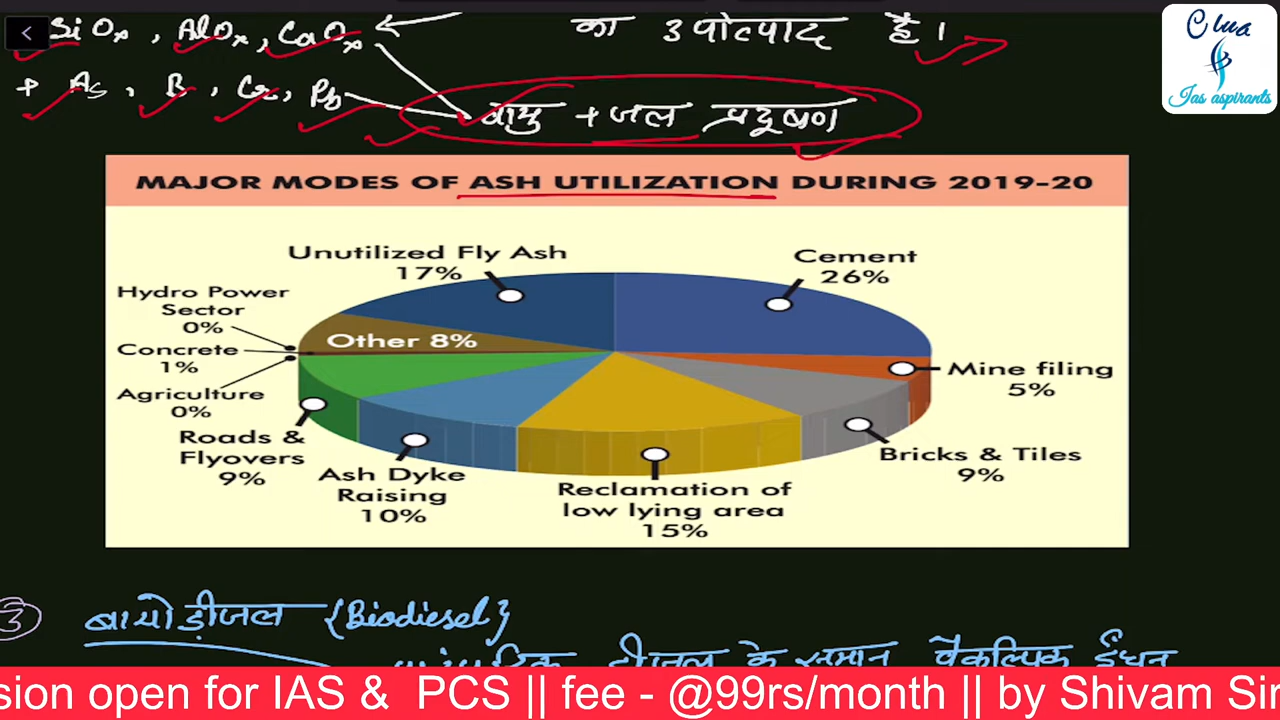 SiOx, AlOx, CaOx का उपोत्पाद है।
+ As, B, Cr, Pb वायु + जल प्रदूषण
Clua
Ias aspirants
MAJOR MODES OF ASH UTILIZATION DURING 2019-20
Unutilized Fly Ash
17%
Cement
26%
Hydro Power
Sector
0%
Other 8%
Concrete
1%
Mine filing
5%
Agriculture
0%
Roads &
Flyovers
9%
Bricks & Tiles
9%
Ash Dyke
Raising
10%
Reclamation of
low lying area
15%
3 बायोडीजल {Biodiesel}
डीजल के समान वैकल्पिक ईंधन
sion open for IAS & PCS || fee - @99rs/month || by Shivam Sin